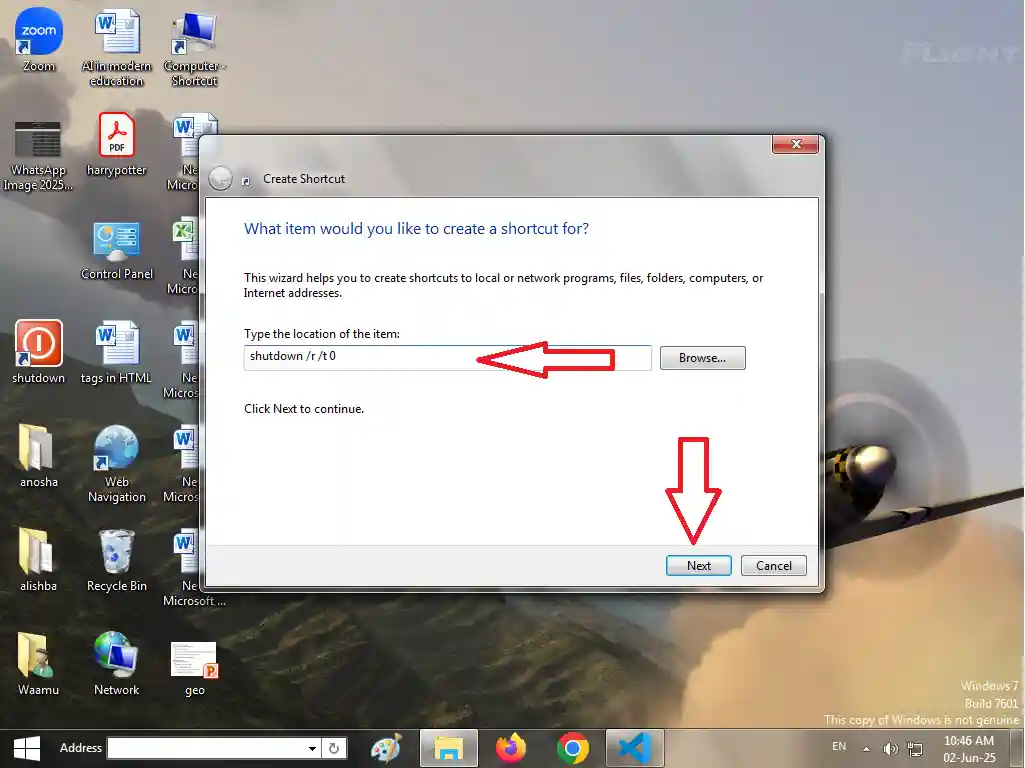 zoom
Zoom
AI in modern
education
Computer -
Shortcut
WhatsApp
Image 2025...
PDF
harrypotter
Ne
Micro
Control Panel
Ne
Micro
shutdown
tags in HTML
Ne
Micros
anosha
Web
Navigation
Ne
Micros
alishba
Recycle Bin
Ne
Microsoft ...
Waamu
Network
geo
Create Shortcut
What item would you like to create a shortcut for?
This wizard helps you to create shortcuts to local or network programs, files, folders, computers, or
Internet addresses.
Type the location of the item:
shutdown /r /t 0
Browse...
Click Next to continue.
Next
Cancel
Windows 7
Build 7601
This copy of Windows is not genuine
Address
EN
10:46 AM
02-Jun-25